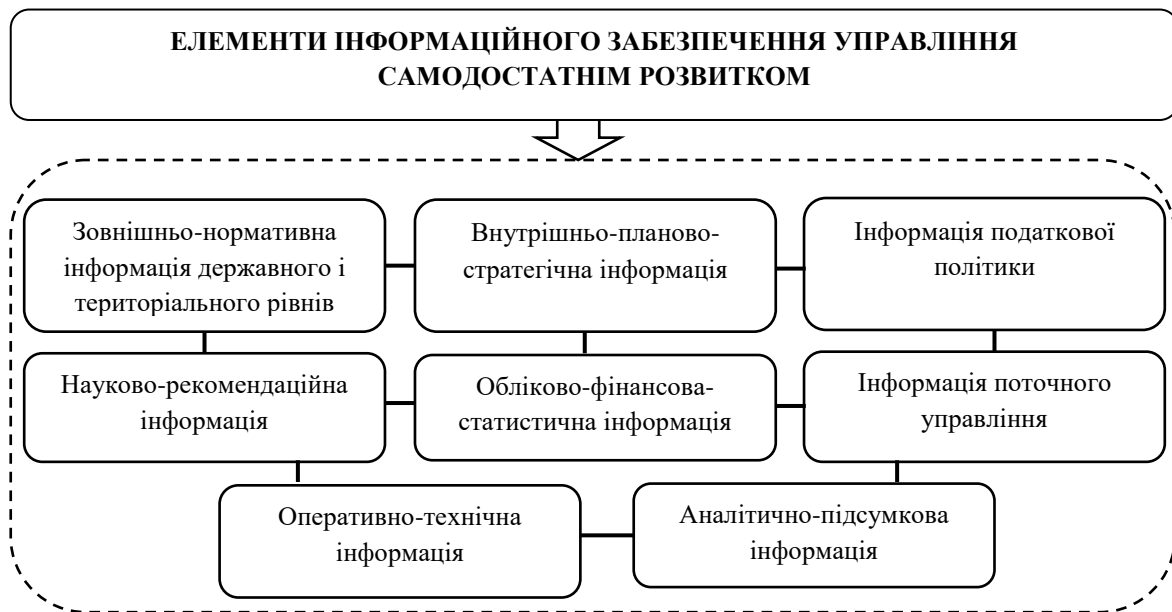 ЕЛЕМЕНТИ ІНФОРМАЦІЙНОГО ЗАБЕЗПЕЧЕННЯ УПРАВЛІННЯ
САМОДОСТАТНІМ РОЗВИТКОМ
Зовнішньо-нормативна
інформація державного і
територіального рівнів
Внутрішньо-планово-
стратегічна інформація
Інформація податкової
політики
Науково-рекомендаційна
інформація
Обліково-фінансова-
статистична інформація
Інформація поточного
управління
Оперативно-технічна
інформація
Аналітично-підсумкова
інформація